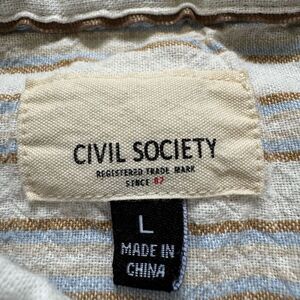 CIVIL SOCIETY
REGISTERED TRADE MARK
SINCE 87
L
MADE IN
CHINA